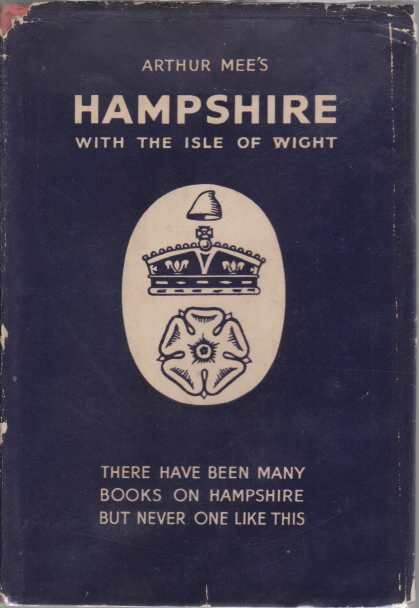 ARTHUR MEE'S
HAMPSHIRE
WITH THE ISLE OF WIGHT
THERE HAVE BEEN MANY
BOOKS ON HAMPSHIRE
BUT NEVER ONE LIKE THIS